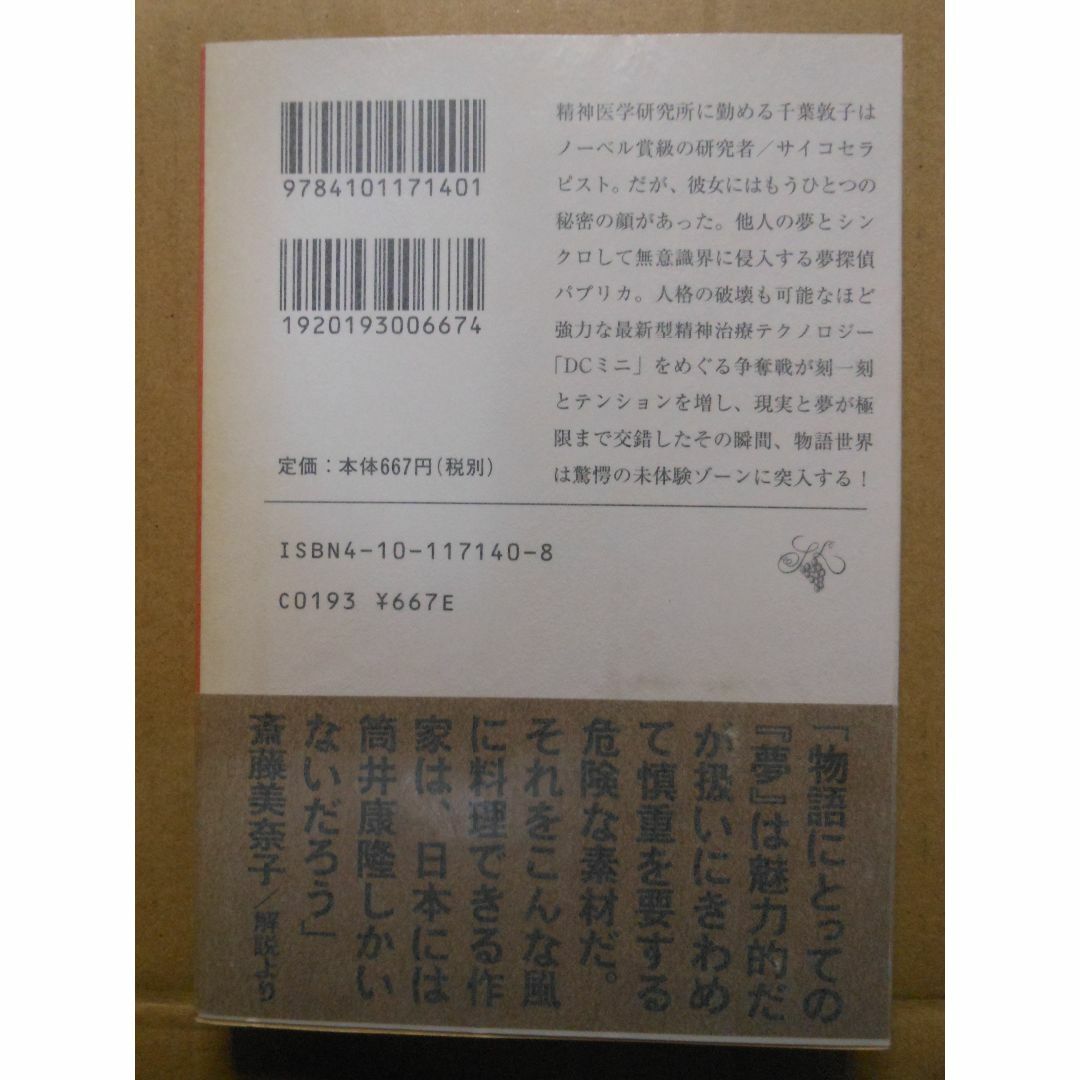 9784101171401
1920193006674
定価：本体667円(税別)
精神医学研究所に勤める千葉敦子は
ノーベル賞級の研究者／サイコセラ
ピスト。だが、彼女にはもうひとつの
秘密の顔があった。他人の夢とシン
クロして無意識界に侵入する夢探偵
パプリカ。人格の破壊も可能なほど
強力な最新型精神治療テクノロジー
「DCミニ」をめぐる争奪戦が刻一刻
とテンションを増し、現実と夢が極
限まで交錯したその瞬間、物語世界
は驚愕の未体験ゾーンに突入する！
ISBN4-10-117140-8
C0193 ¥667E
「物語にとっての
『夢』は魅力的だ
が扱いにきわめ
て慎重を要する
危険な素材だ。
それをこんな風
に料理できる作
家は、日本には
筒井康隆しかい
ないだろう」
斎藤美奈子／解説より